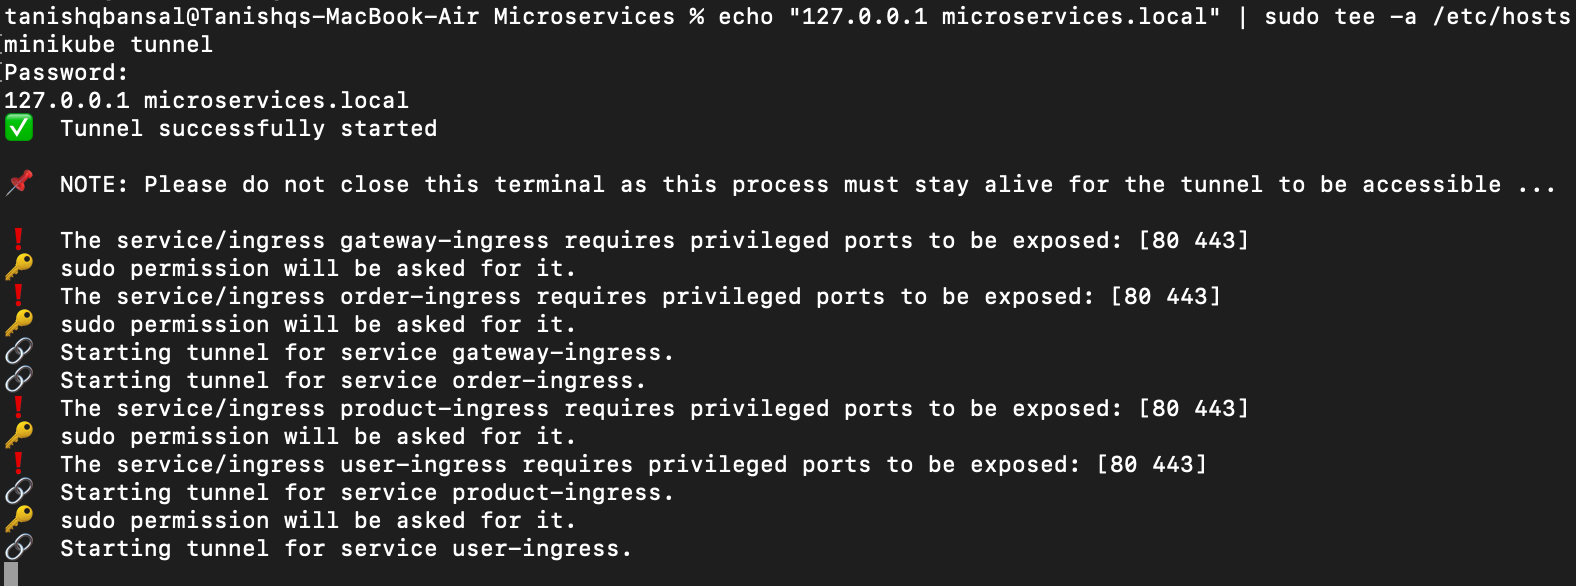 tanishqbansal@Tanishqs-MacBook-Air Microservices % echo "127.0.0.1 microservices.local" | sudo tee -a /etc/hosts
minikube tunnel
Password:
127.0.0.1 microservices.local
✅  Tunnel successfully started
📌  NOTE: Please do not close this terminal as this process must stay alive for the tunnel to be accessible ...
❗  The service/ingress gateway-ingress requires privileged ports to be exposed: [80 443]
🔑  sudo permission will be asked for it.
❗  The service/ingress order-ingress requires privileged ports to be exposed: [80 443]
🔑  sudo permission will be asked for it.
🔗  Starting tunnel for service gateway-ingress.
🔗  Starting tunnel for service order-ingress.
❗  The service/ingress product-ingress requires privileged ports to be exposed: [80 443]
🔑  sudo permission will be asked for it.
❗  The service/ingress user-ingress requires privileged ports to be exposed: [80 443]
🔗  Starting tunnel for service product-ingress.
🔑  sudo permission will be asked for it.
🔗  Starting tunnel for service user-ingress.